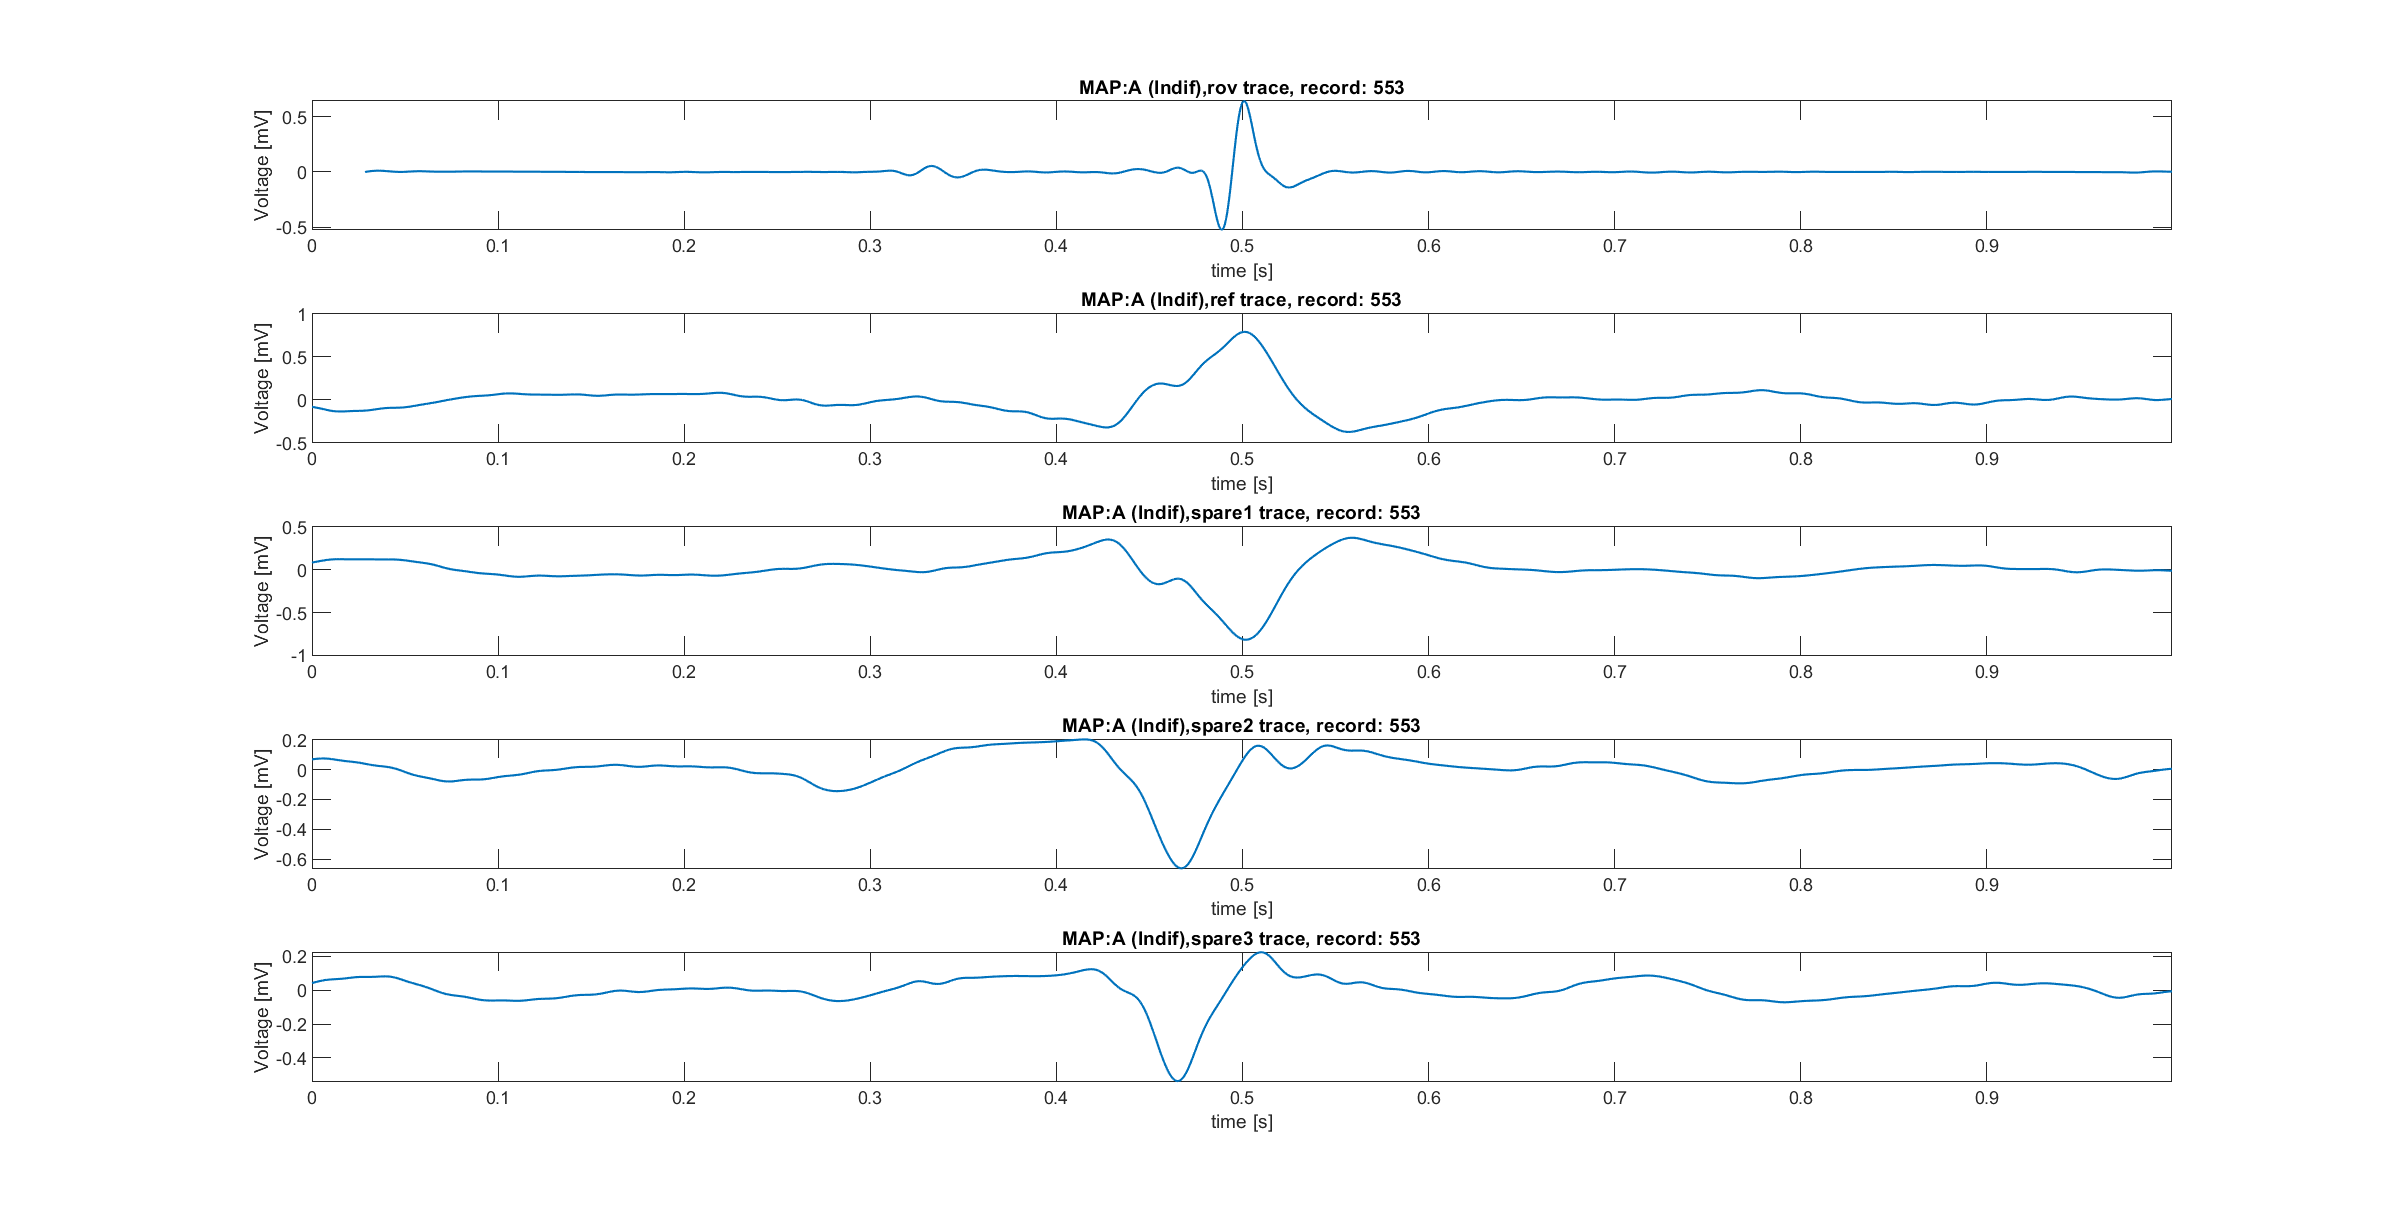 MAP:A (Indif),rov trace, record: 553
Voltage [mV]
0.5
0
-0.5
0 0.1 0.2 0.3 0.4 0.5 0.6 0.7 0.8 0.9
time [s]
MAP:A (Indif),ref trace, record: 553
Voltage [mV]
1
0.5
0
-0.5
0 0.1 0.2 0.3 0.4 0.5 0.6 0.7 0.8 0.9
time [s]
MAP:A (Indif),spare1 trace, record: 553
Voltage [mV]
0.5
0
-0.5
-1
0 0.1 0.2 0.3 0.4 0.5 0.6 0.7 0.8 0.9
time [s]
MAP:A (Indif),spare2 trace, record: 553
Voltage [mV]
0.2
0
-0.2
-0.4
-0.6
0 0.1 0.2 0.3 0.4 0.5 0.6 0.7 0.8 0.9
time [s]
MAP:A (Indif),spare3 trace, record: 553
Voltage [mV]
0.2
0
-0.2
-0.4
0 0.1 0.2 0.3 0.4 0.5 0.6 0.7 0.8 0.9
time [s]